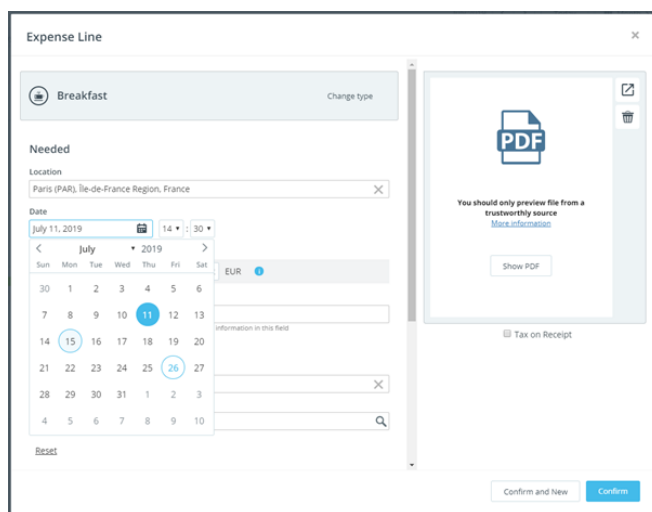 Expense Line
Breakfast
Change type
Needed
Location
Paris (PAR), Île-de-France Region, France
Date
July 11, 2019 14 : 30
July 2019
Sun Mon Tue Wed Thu Fri Sat
30 1 2 3 4 5 6
7 8 9 10 11 12 13
14 15 16 17 18 19 20
21 22 23 24 25 26 27
28 29 30 31 1 2 3
4 5 6 7 8 9 10
EUR
information in this field
Reset
PDF
You should only preview file from a
trustworthy source
More information
Show PDF
Tax on Receipt
Confirm and New
Confirm